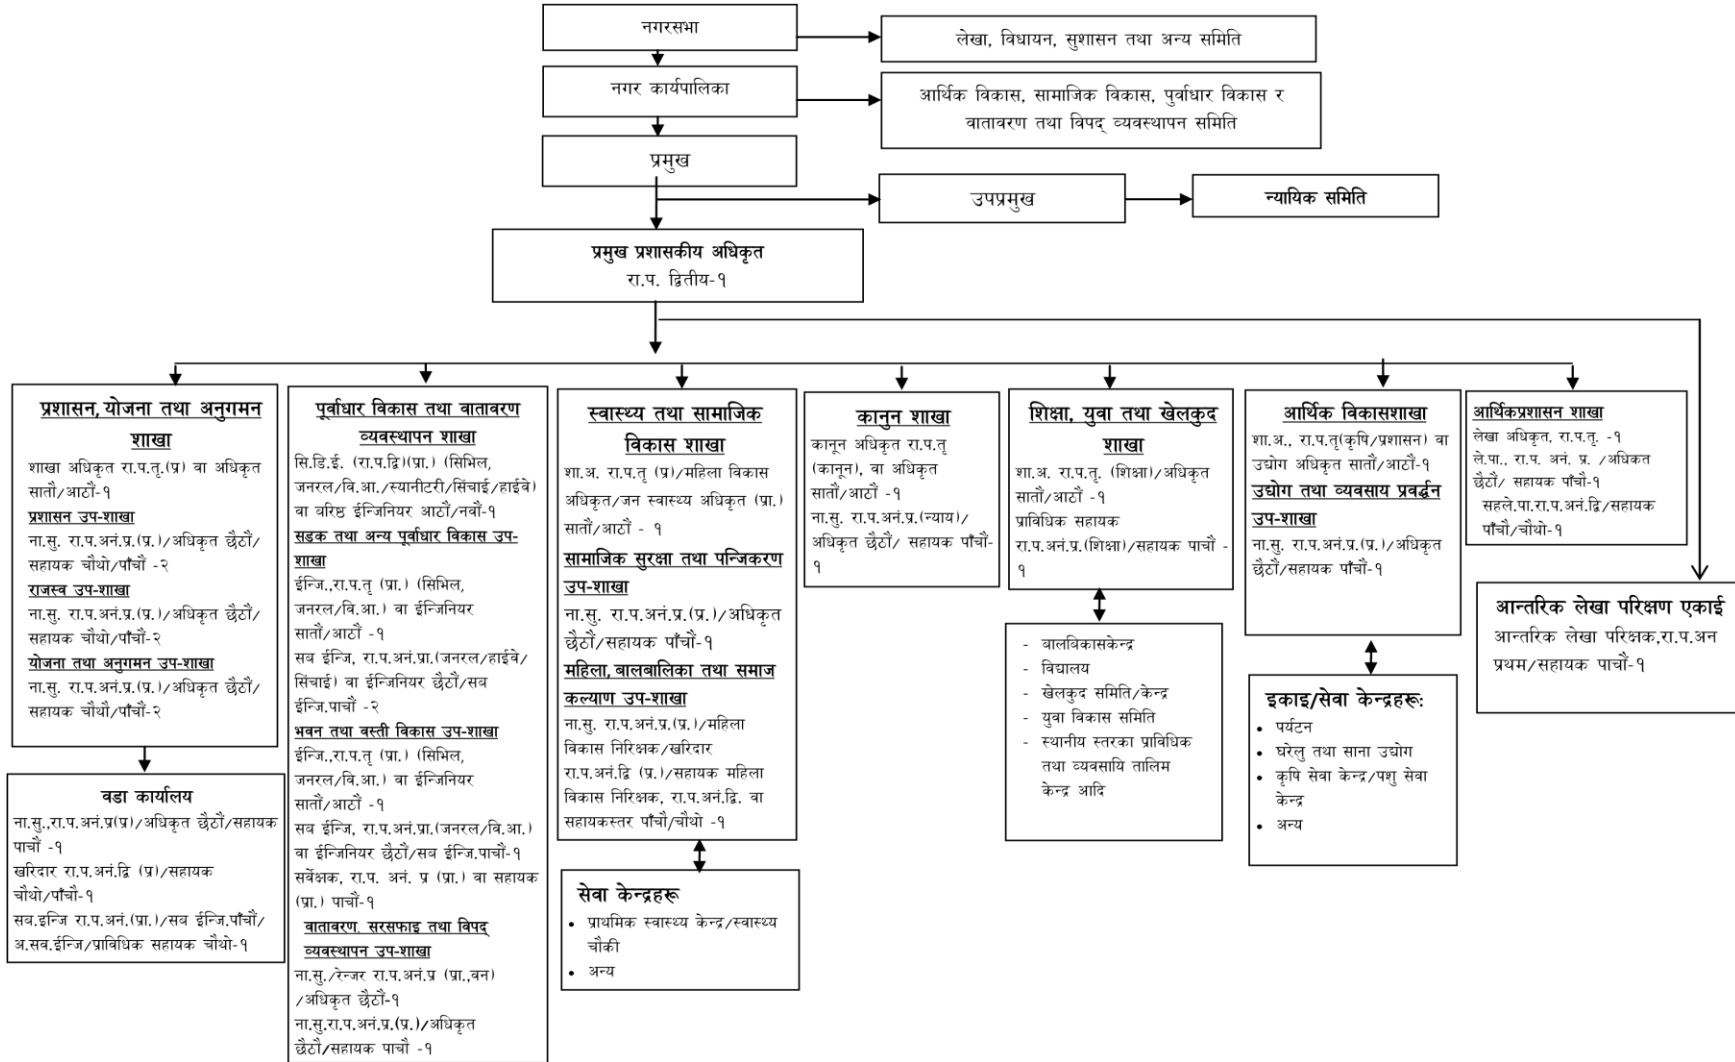 नगरसभा
लेखा, विधायन, सुशासन तथा अन्य समिति
नगर कार्यपालिका
आर्थिक विकास, सामाजिक विकास, पुर्वाधार विकास र
वातावरण तथा विपद् व्यवस्थापन समिति
प्रमुख
उपप्रमुख
न्यायिक समिति
प्रमुख प्रशासकीय अधिकृत
रा.प. द्वितीय-१
प्रशासन, योजना तथा अनुगमन
शाखा
शाखा अधिकृत रा.प.तृ.(प्र) वा अधिकृत
सातौं/आठौं-१
प्रशासन उप-शाखा
ना.सु. रा.प.अनं.प्र.(प्र.)/अधिकृत छैठौं/
सहायक चौथो/पाँचौं -२
राजस्व उप-शाखा
ना.सु. रा.प.अनं.प्र.(प्र.)/अधिकृत छैठौं/
सहायक चौथो/पाँचौं-२
योजना तथा अनुगमन उप-शाखा
ना.सु. रा.प.अनं.प्र.(प्र.)/अधिकृत छैठौं/
सहायक चौथौ/पाँचौं-२
वडा कार्यालय
ना.सु.,रा.प.अनं.प्र(प्र)/अधिकृत छैठौं/सहायक
पाचौं -१
खरिदार रा.प.अनं.द्वि (प्र)/सहायक
चौथो/पाँचौ-१
सब.इन्जि रा.प.अनं.(प्रा.)/सब ईन्जि.पाँचौं/
अ.सव.ईन्जि/प्राविधिक सहायक चौथो-१
पूर्वाधार विकास तथा वातावरण
व्यवस्थापन शाखा
सि.डि.ई. (रा.प.द्वि)(प्रा.) (सिभिल,
जनरल/वि.आ./स्यानीटरी/सिंचाई/हाईवे)
वा बरिष्ठ ईन्जिनियर आठौं/नवौं-१
सडक तथा अन्य पूर्वाधार विकास उप-
शाखा
ईन्जि.,रा.प.तृ (प्रा.) (सिभिल,
जनरल/वि.आ.) वा ईन्जिनियर
सातौं/आठौं -१
सब ईन्जि, रा.प.अनं.प्रा.(जनरल/हाईवे/
सिंचाई) वा ईन्जिनियर छैठौं/सब
ईन्जि.पाचौं -२
भवन तथा वस्ती विकास उप-शाखा
ईन्जि.,रा.प.तृ (प्रा.) (सिभिल,
जनरल/वि.आ.) वा ईन्जिनियर
सातौं/आठौं -१
सब ईन्जि, रा.प.अनं.प्रा.(जनरल/वि.आ.)
वा ईन्जिनियर छैठौं/सब ईन्जि.पाचौं-१
सर्वेक्षक, रा.प. अनं. प्र (प्रा.) वा सहायक
(प्रा.) पाचौं-१
वातावरण, सरसफाइ तथा विपद्
व्यवस्थापन उप-शाखा
ना.सु./रेन्जर रा.प.अनं.प्र (प्रा.,वन)
/अधिकृत छैठौं-१
ना.सु.रा.प.अनं.प्र.(प्र.)/अधिकृत
छैठौं/सहायक पाचौं -१
स्वास्थ्य तथा सामाजिक
विकास शाखा
शा.अ. रा.प.तृ (प्र)/महिला विकास
अधिकृत/जन स्वास्थ्य अधिकृत (प्रा.)
सातौं/आठौं - १
सामाजिक सुरक्षा तथा पन्जिकरण
उप-शाखा
ना.सु. रा.प.अनं.प्र.(प्र.)/अधिकृत
छैठौं/सहायक पाँचौं-१
महिला, बालबालिका तथा समाज
कल्याण उप-शाखा
ना.सु. रा.प.अनं.प्र.(प्र.)/महिला
विकास निरिक्षक/खरिदार
रा.प.अनं.द्वि (प्र.)/सहायक महिला
विकास निरिक्षक, रा.प.अनं.द्वि. वा
सहायकस्तर पाँचौ/चौथो -१
सेवा केन्द्रहरू
• प्राथमिक स्वास्थ्य केन्द्र/स्वास्थ्य
चौकी
• अन्य
कानुन शाखा
कानून अधिकृत रा.प.तृ
(कानून), वा अधिकृत
सातौं/आठौं -१
ना.सु. रा.प.अनं.प्र.(न्याय)/
अधिकृत छैठौं/ सहायक पाँचौं-
१
शिक्षा, युवा तथा खेलकुद
शाखा
शा.अ. रा.प.तृ. (शिक्षा)/अधिकृत
सातौं/आठौं -१
प्राविधिक सहायक
रा.प.अनं.प्र.(शिक्षा)/सहायक पाचौं -
१
- बालविकासकेन्द्र
- विद्यालय
- खेलकुद समिति/केन्द्र
- युवा विकास समिति
- स्थानीय स्तरका प्राविधिक
तथा व्यवसायि तालिम
केन्द्र आदि
आर्थिक विकासशाखा
शा.अ., रा.प.तृ(कृषि/प्रशासन) वा
उद्योग अधिकृत सातौं/आठौं-१
उद्योग तथा व्यवसाय प्रवर्द्धन
उप-शाखा
ना.सु. रा.प.अनं.प्र.(प्र.)/अधिकृत
छैठौं/सहायक पाँचौं-१
इकाइ/सेवा केन्द्रहरू:
• पर्यटन
• घरेलु तथा साना उद्योग
• कृषि सेवा केन्द्र/पशु सेवा
केन्द्र
• अन्य
आर्थिकप्रशासन शाखा
लेखा अधिकृत, रा.प.तृ. -१
ले.पा., रा.प. अनं. प्र. /अधिकत
छैठौं/ सहायक पाँचौ-१
सहले.पा.रा.प.अनं.द्वि/सहायक
पाँचौ/चौथो-१
आन्तरिक लेखा परिक्षण एकाई
आन्तरिक लेखा परिक्षक,रा.प.अन
प्रथम/सहायक पाचौं-१